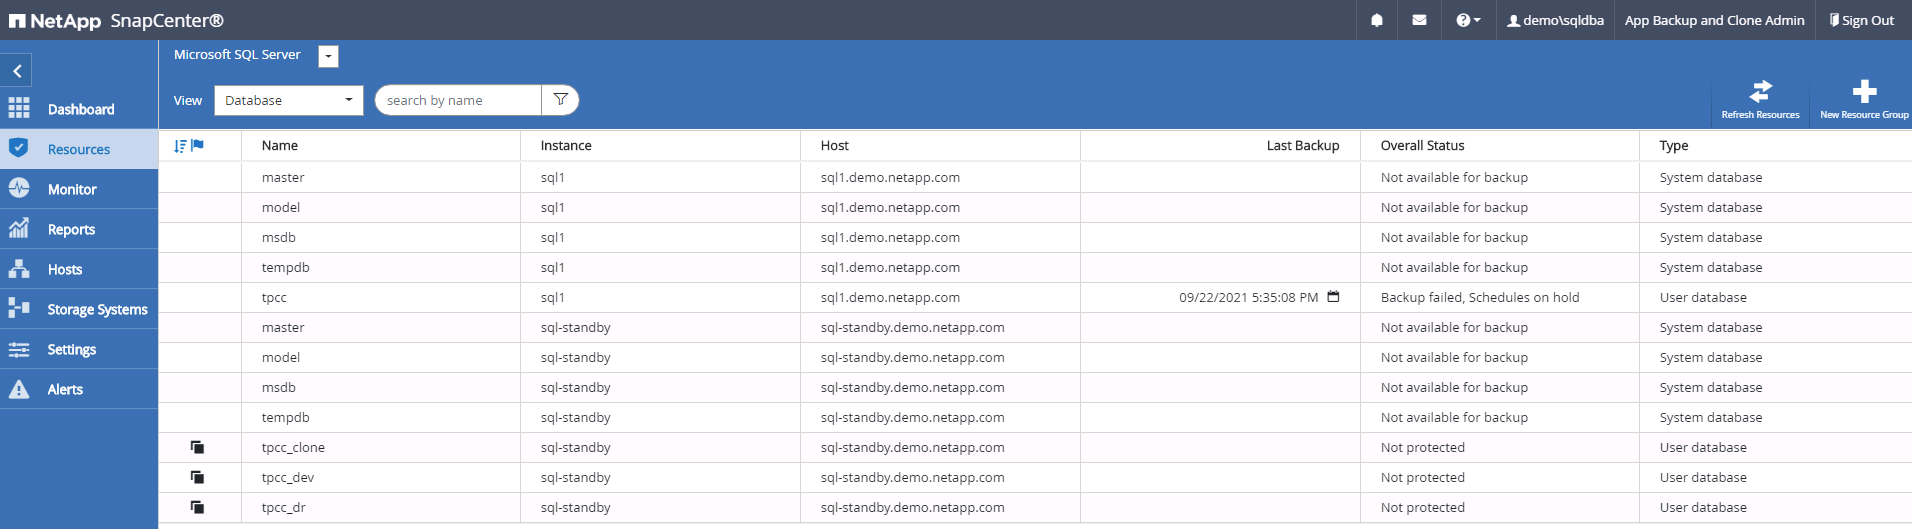 NetApp SnapCenter® demo\sqldba App Backup and Clone Admin Sign Out
Microsoft SQL Server
View Database search by name
Refresh Resources New Resource Group
Dashboard
Resources
Monitor
Reports
Hosts
Storage Systems
Settings
Alerts
Name Instance Host Last Backup Overall Status Type
master sql1 sql1.demo.netapp.com Not available for backup System database
model sql1 sql1.demo.netapp.com Not available for backup System database
msdb sql1 sql1.demo.netapp.com Not available for backup System database
tempdb sql1 sql1.demo.netapp.com Not available for backup System database
tpcc sql1 sql1.demo.netapp.com 09/22/2021 5:35:08 PM Backup failed, Schedules on hold User database
master sql-standby sql-standby.demo.netapp.com Not available for backup System database
model sql-standby sql-standby.demo.netapp.com Not available for backup System database
msdb sql-standby sql-standby.demo.netapp.com Not available for backup System database
tempdb sql-standby sql-standby.demo.netapp.com Not available for backup System database
tpcc_clone sql-standby sql-standby.demo.netapp.com Not protected User database
tpcc_dev sql-standby sql-standby.demo.netapp.com Not protected User database
tpcc_dr sql-standby sql-standby.demo.netapp.com Not protected User database